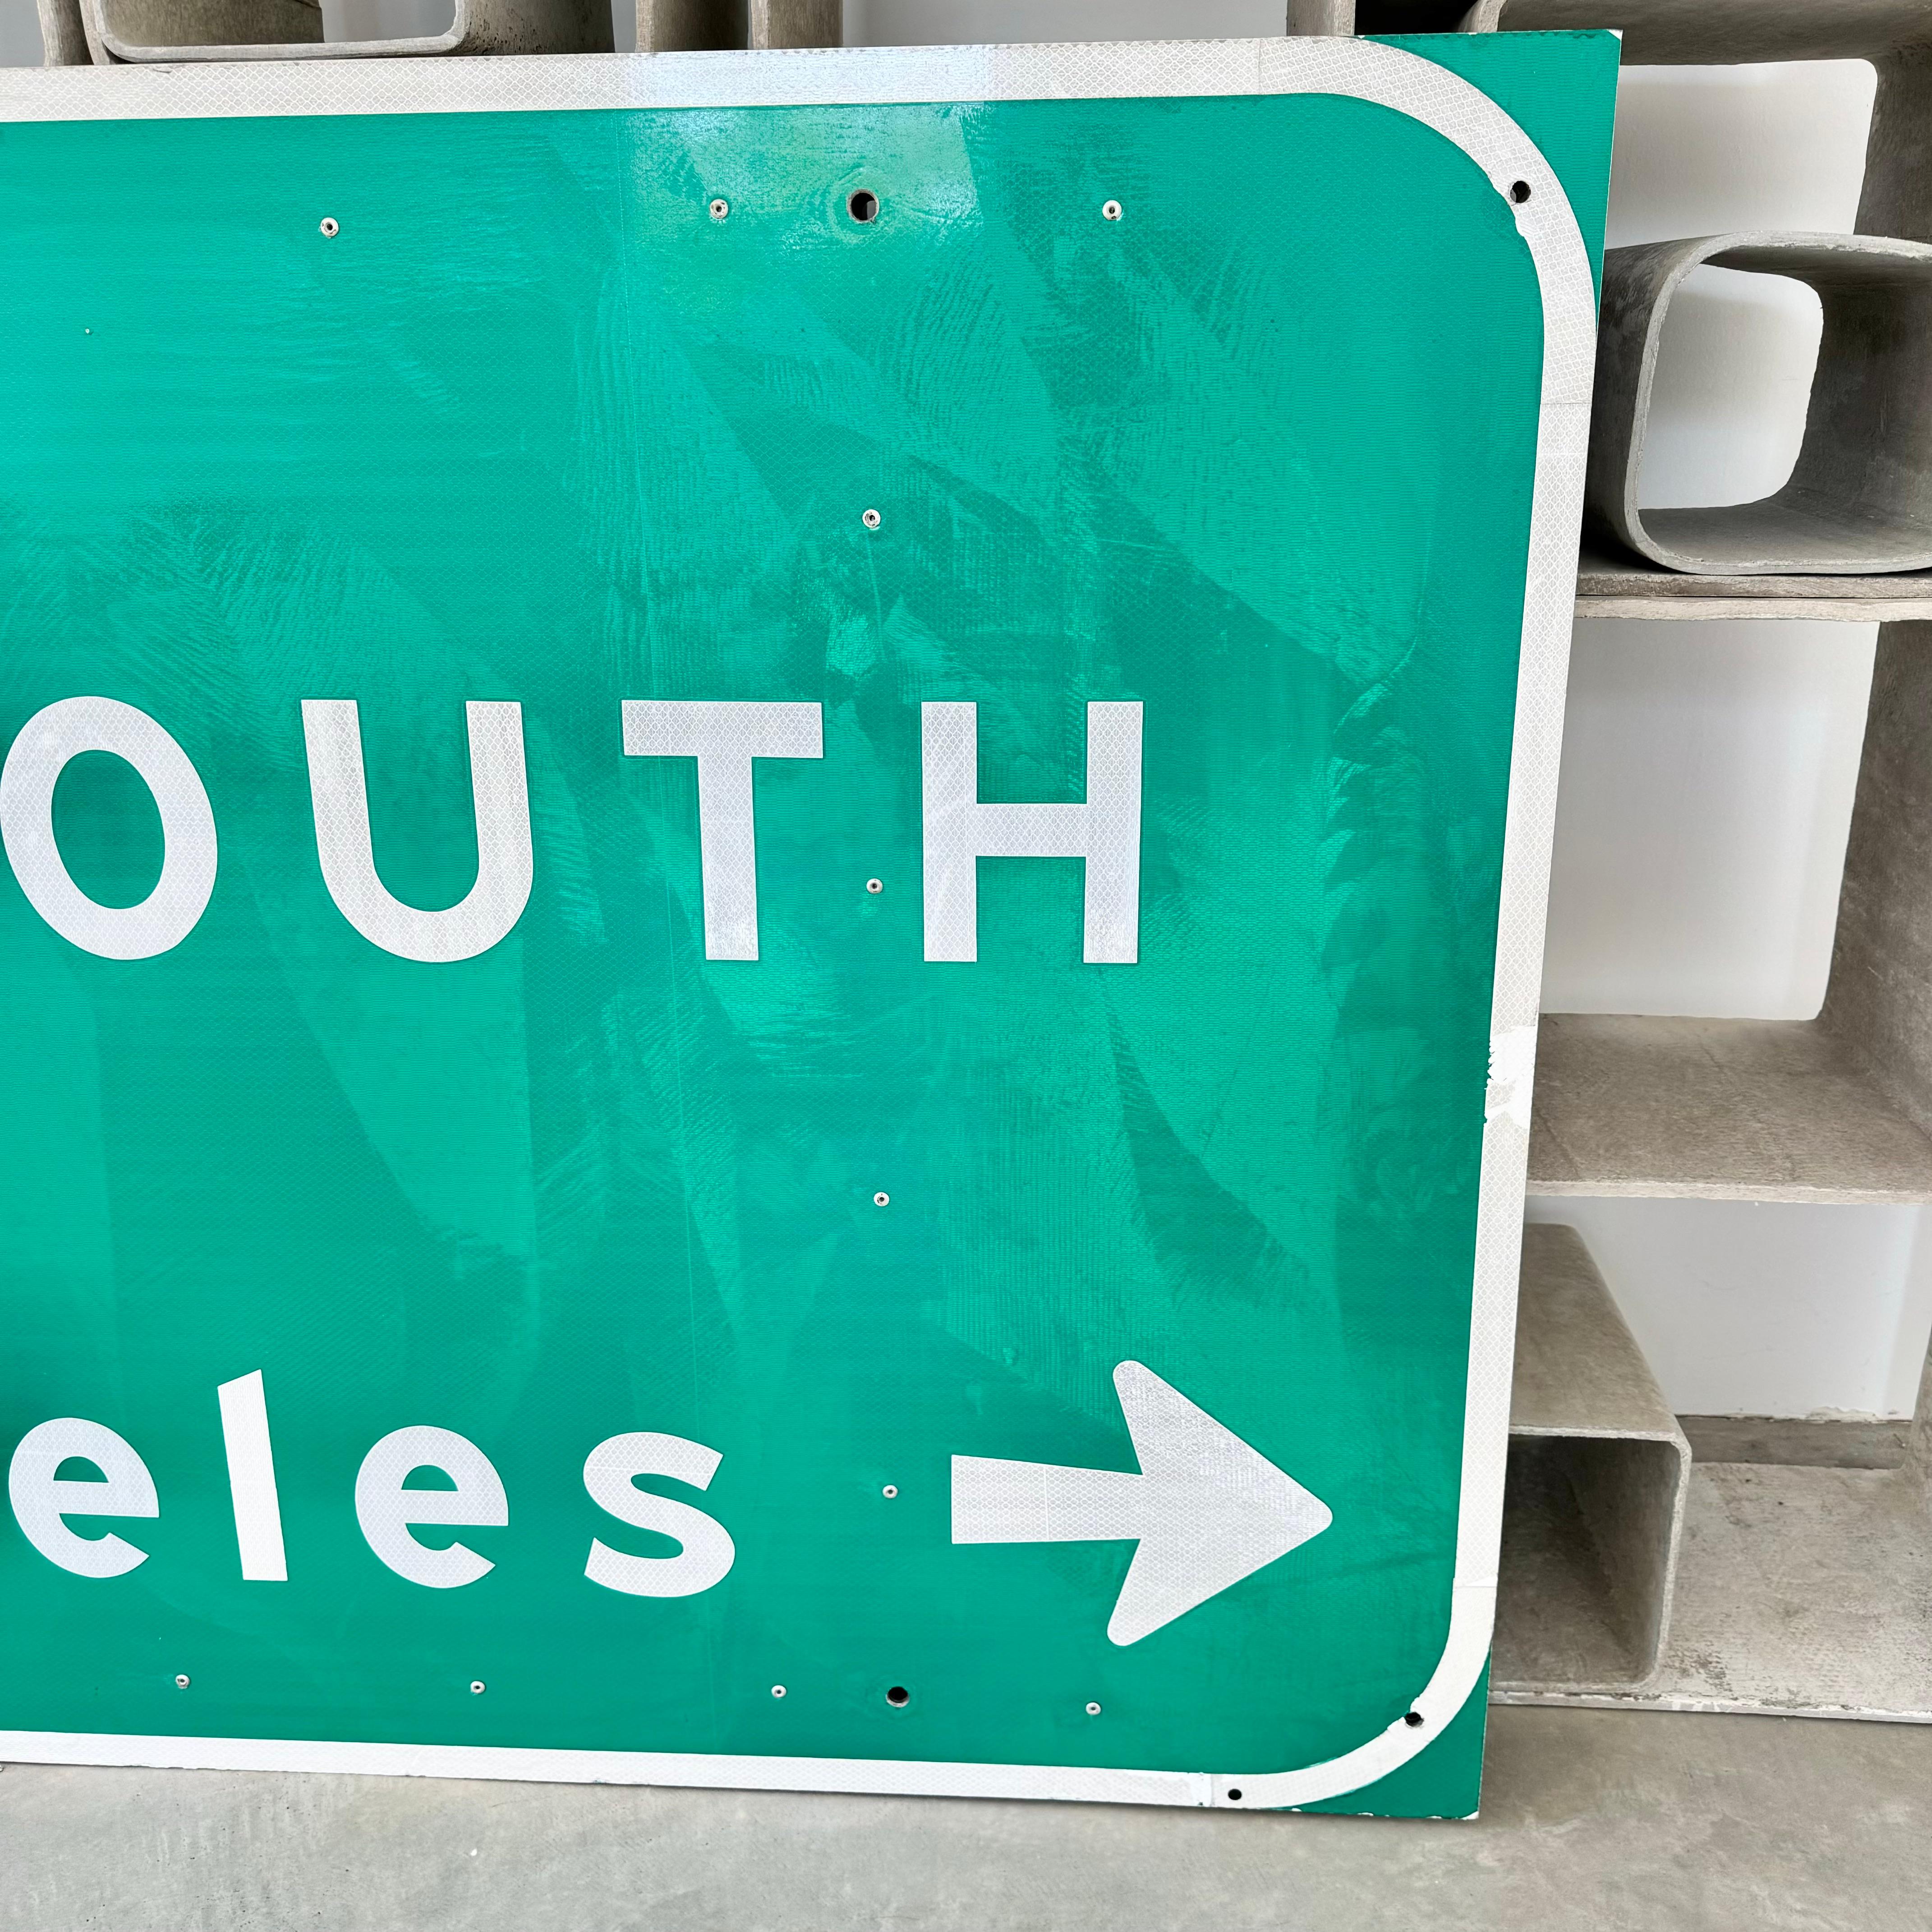 OUTH
eles →